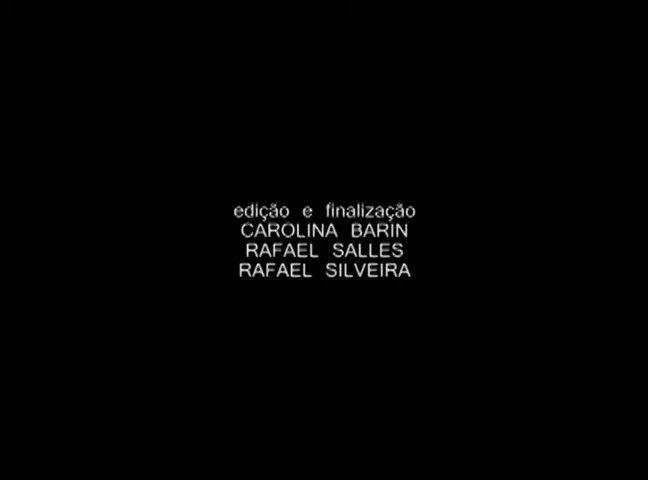 edição e finalização
CAROLINA BARIN
RAFAEL SALLES
RAFAEL SILVEIRA